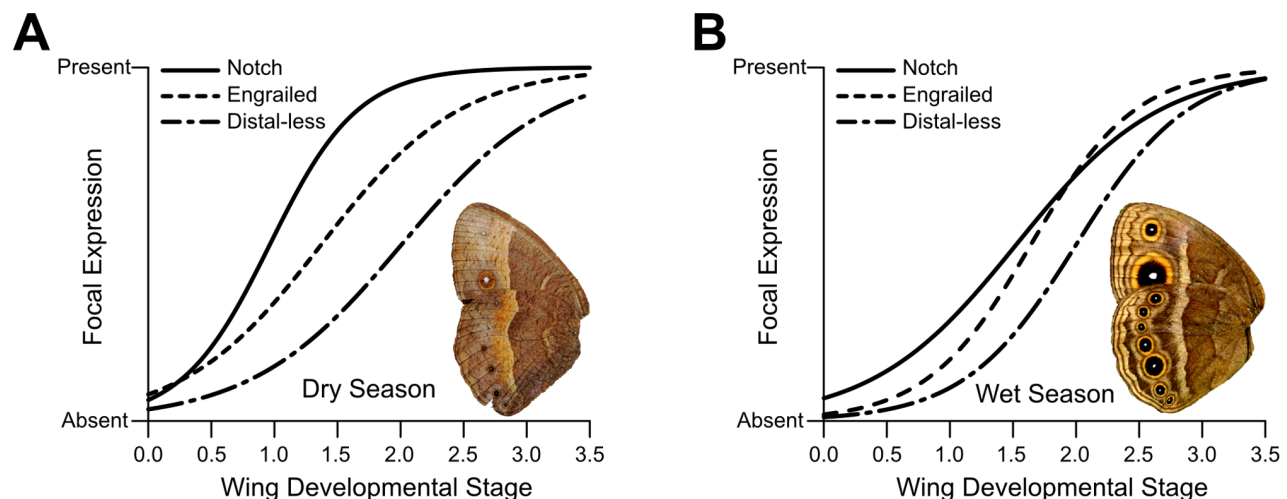 A
Present
Notch
Engrailed
Distal-less
Focal Expression
Dry Season
Absent
0.0 0.5 1.0 1.5 2.0 2.5 3.0 3.5
Wing Developmental Stage
B
Present
Notch
Engrailed
Distal-less
Focal Expression
Wet Season
Absent
0.0 0.5 1.0 1.5 2.0 2.5 3.0 3.5
Wing Developmental Stage